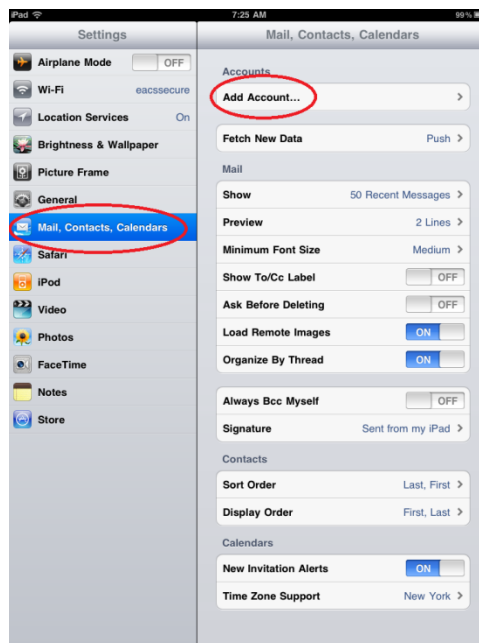 iPad 7:25 AM 99%
Settings
Airplane Mode OFF
Wi-Fi eacssecure
Location Services On
Brightness & Wallpaper
Picture Frame
General
Mail, Contacts, Calendars
Safari
iPod
Video
Photos
FaceTime
Notes
Store
Mail, Contacts, Calendars
Accounts
Add Account...
Fetch New Data Push
Mail
Show 50 Recent Messages
Preview 2 Lines
Minimum Font Size Medium
Show To/Cc Label OFF
Ask Before Deleting OFF
Load Remote Images ON
Organize By Thread ON
Always Bcc Myself OFF
Signature Sent from my iPad
Contacts
Sort Order Last, First
Display Order First, Last
Calendars
New Invitation Alerts ON
Time Zone Support New York